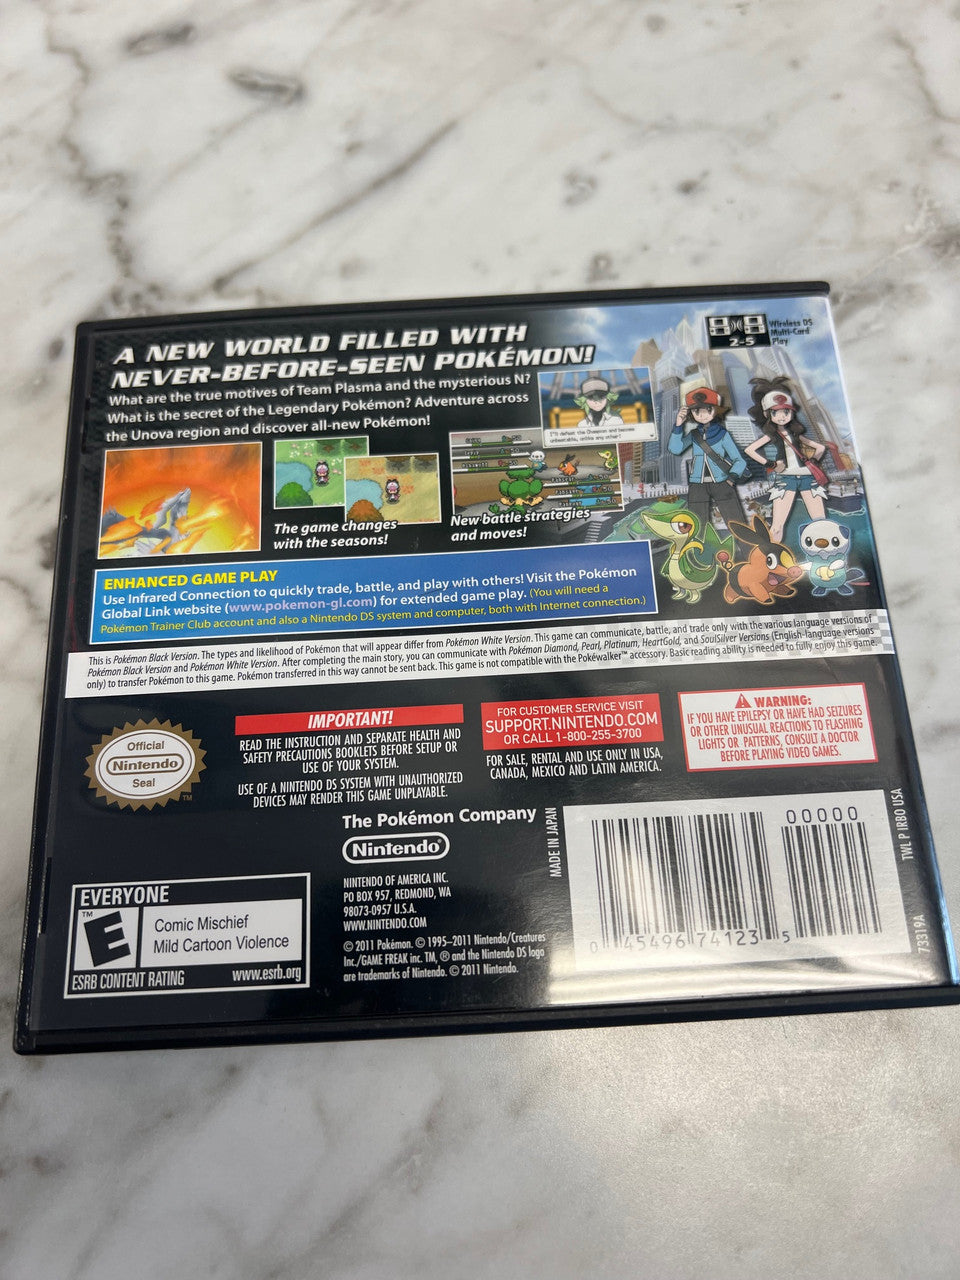 A NEW WORLD FILLED WITH
NEVER-BEFORE-SEEN POKÉMON!
What are the true motives of Team Plasma and the mysterious N?
What is the secret of the Legendary Pokémon? Adventure across
the Unova region and discover all-new Pokémon!
2-5
Wireless DS
Multi-Card
Play
I'll defeat the Champion and become
unbeatable, unlike any other!
The game changes
with the seasons!
New battle strategies
and moves!
ENHANCED GAME PLAY
Use Infrared Connection to quickly trade, battle, and play with others! Visit the Pokémon
Global Link website (www.pokemon-gl.com) for extended game play. (You will need a
Pokémon Trainer Club account and also a Nintendo DS system and computer, both with Internet connection.)
This is Pokémon Black Version. The types and likelihood of Pokémon that will appear differ from Pokémon White Version. This game can communicate, battle, and trade only with the various language versions of
Pokémon Black Version and Pokémon White Version. After completing the main story, you can communicate with Pokémon Diamond, Pearl, Platinum, HeartGold, and SoulSilver Versions (English-language versions
only) to transfer Pokémon to this game. Pokémon transferred in this way cannot be sent back. This game is not compatible with the Pokéwalker™ accessory. Basic reading ability is needed to fully enjoy this game.
Official
Nintendo
Seal
TM
IMPORTANT!
READ THE INSTRUCTION AND SEPARATE HEALTH AND
SAFETY PRECAUTIONS BOOKLETS BEFORE SETUP OR
USE OF YOUR SYSTEM.
USE OF A NINTENDO DS SYSTEM WITH UNAUTHORIZED
DEVICES MAY RENDER THIS GAME UNPLAYABLE.
FOR CUSTOMER SERVICE VISIT
SUPPORT.NINTENDO.COM
OR CALL 1-800-255-3700
FOR SALE, RENTAL AND USE ONLY IN USA,
CANADA, MEXICO AND LATIN AMERICA.
WARNING:
IF YOU HAVE EPILEPSY OR HAVE HAD SEIZURES
OR OTHER UNUSUAL REACTIONS TO FLASHING
LIGHTS OR PATTERNS, CONSULT A DOCTOR
BEFORE PLAYING VIDEO GAMES.
The Pokémon Company
Nintendo®
NINTENDO OF AMERICA INC.
PO BOX 957, REDMOND, WA
98073-0957 U.S.A.
WWW.NINTENDO.COM
© 2011 Pokémon. © 1995–2011 Nintendo/Creatures
Inc./GAME FREAK inc. TM, ® and the Nintendo DS logo
are trademarks of Nintendo. © 2011 Nintendo.
MADE IN JAPAN
00000
0 45496 74123 5
TWL P IRBO USA
73319A
EVERYONE
TM
E
Comic Mischief
Mild Cartoon Violence
ESRB CONTENT RATING www.esrb.org